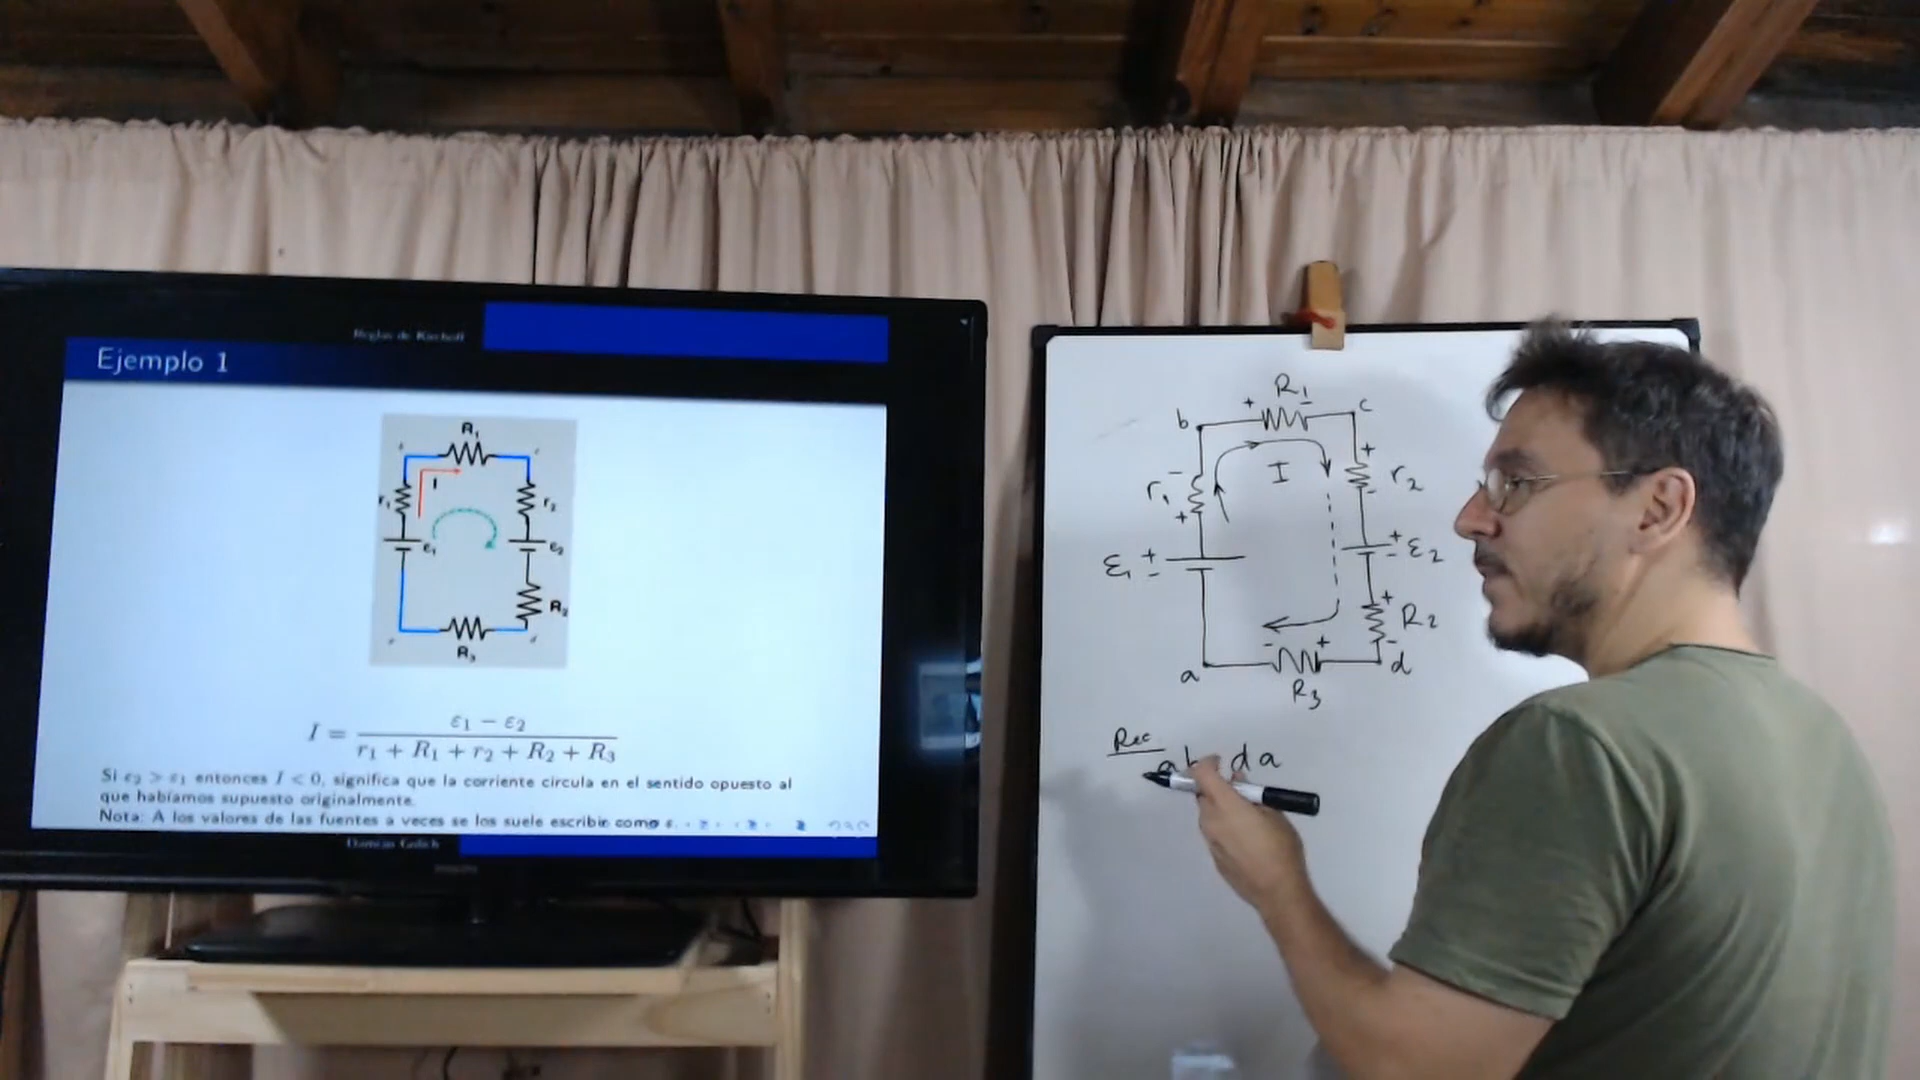 Reglas de Kirchoff
Ejemplo 1
R₁
I
r₁
r₂
ε₁
ε₂
R₂
R₃
I = (ε₁ − ε₂) / (r₁ + R₁ + r₂ + R₂ + R₃)
Si ε₂ > ε₁ entonces I < 0, significa que la corriente circula en el sentido opuesto al
que habíamos supuesto originalmente.
Nota: A los valores de las fuentes a veces se los suele escribir como ε.
R₁
b + c
I
- +
r₁ r₂
+ -
ε₁ + - + - ε₂
+
R₂
-
- +
a d
R₃
Rec
ab da